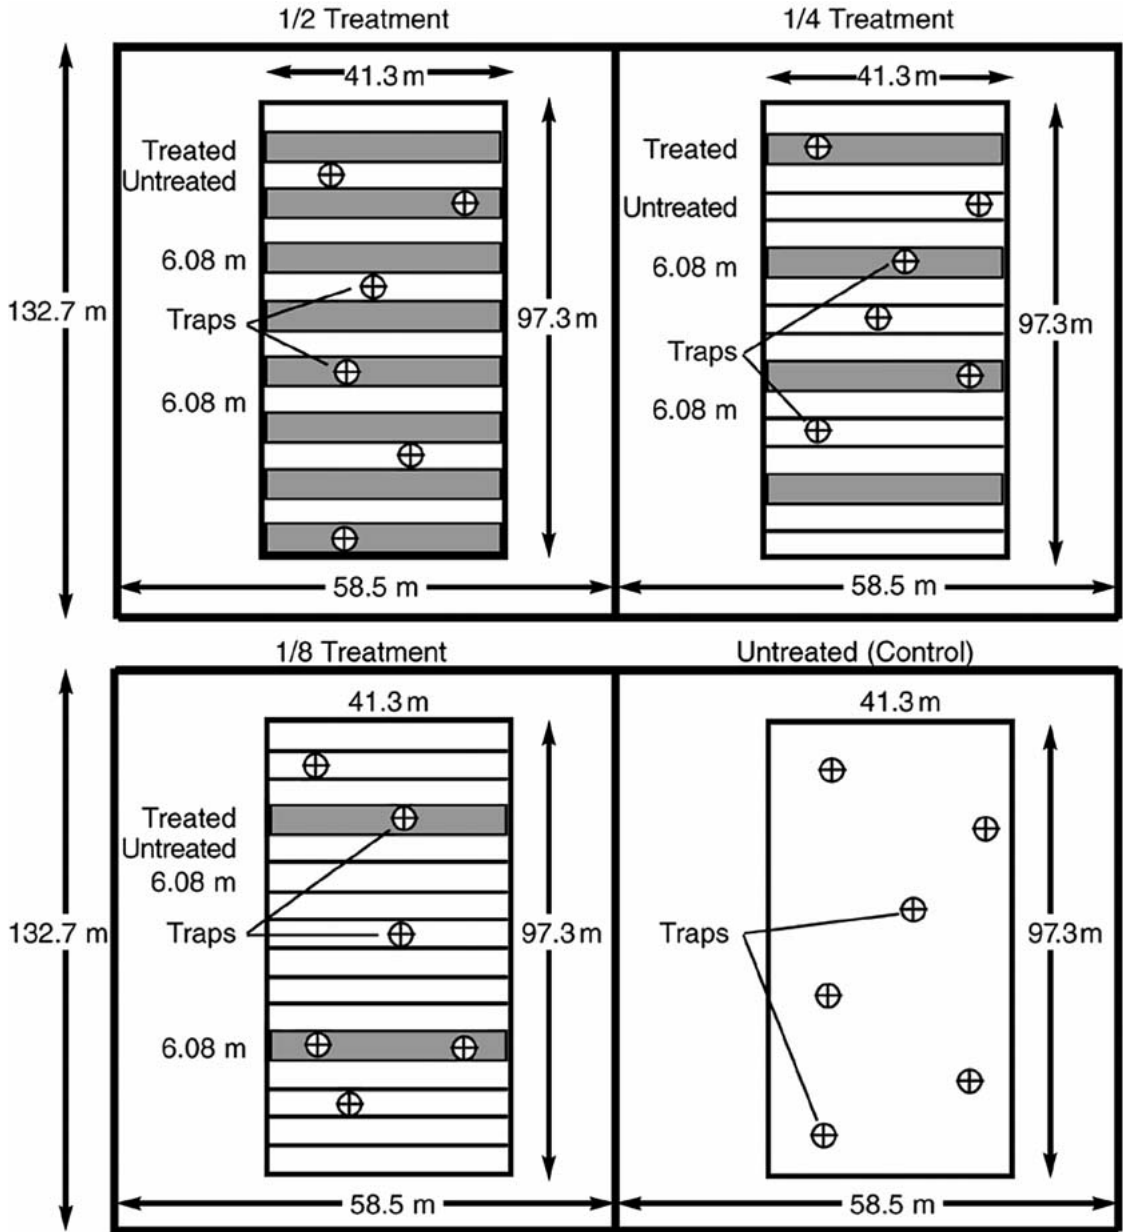 1/2 Treatment
1/4 Treatment
41.3 m
41.3 m
Treated
Untreated
6.08 m
Traps
6.08 m
132.7 m
97.3 m
58.5 m
Treated
Untreated
6.08 m
Traps
6.08 m
97.3 m
58.5 m
1/8 Treatment
Untreated (Control)
41.3 m
41.3 m
Treated
Untreated
6.08 m
Traps
6.08 m
132.7 m
97.3 m
58.5 m
Traps
97.3 m
58.5 m